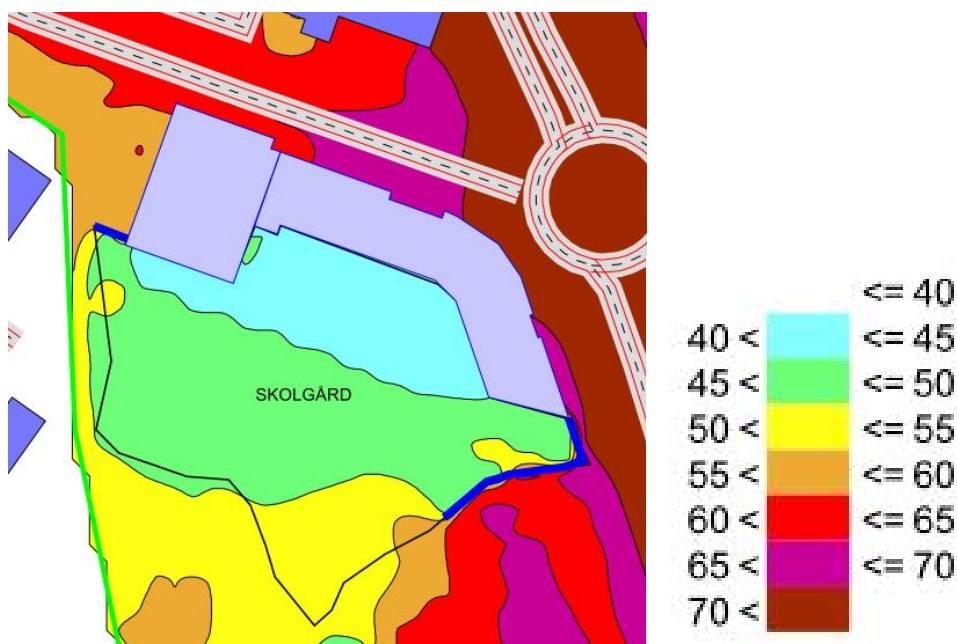 SKOLGÅRD
<= 40
40 < <= 45
45 < <= 50
50 < <= 55
55 < <= 60
60 < <= 65
65 < <= 70
70 <